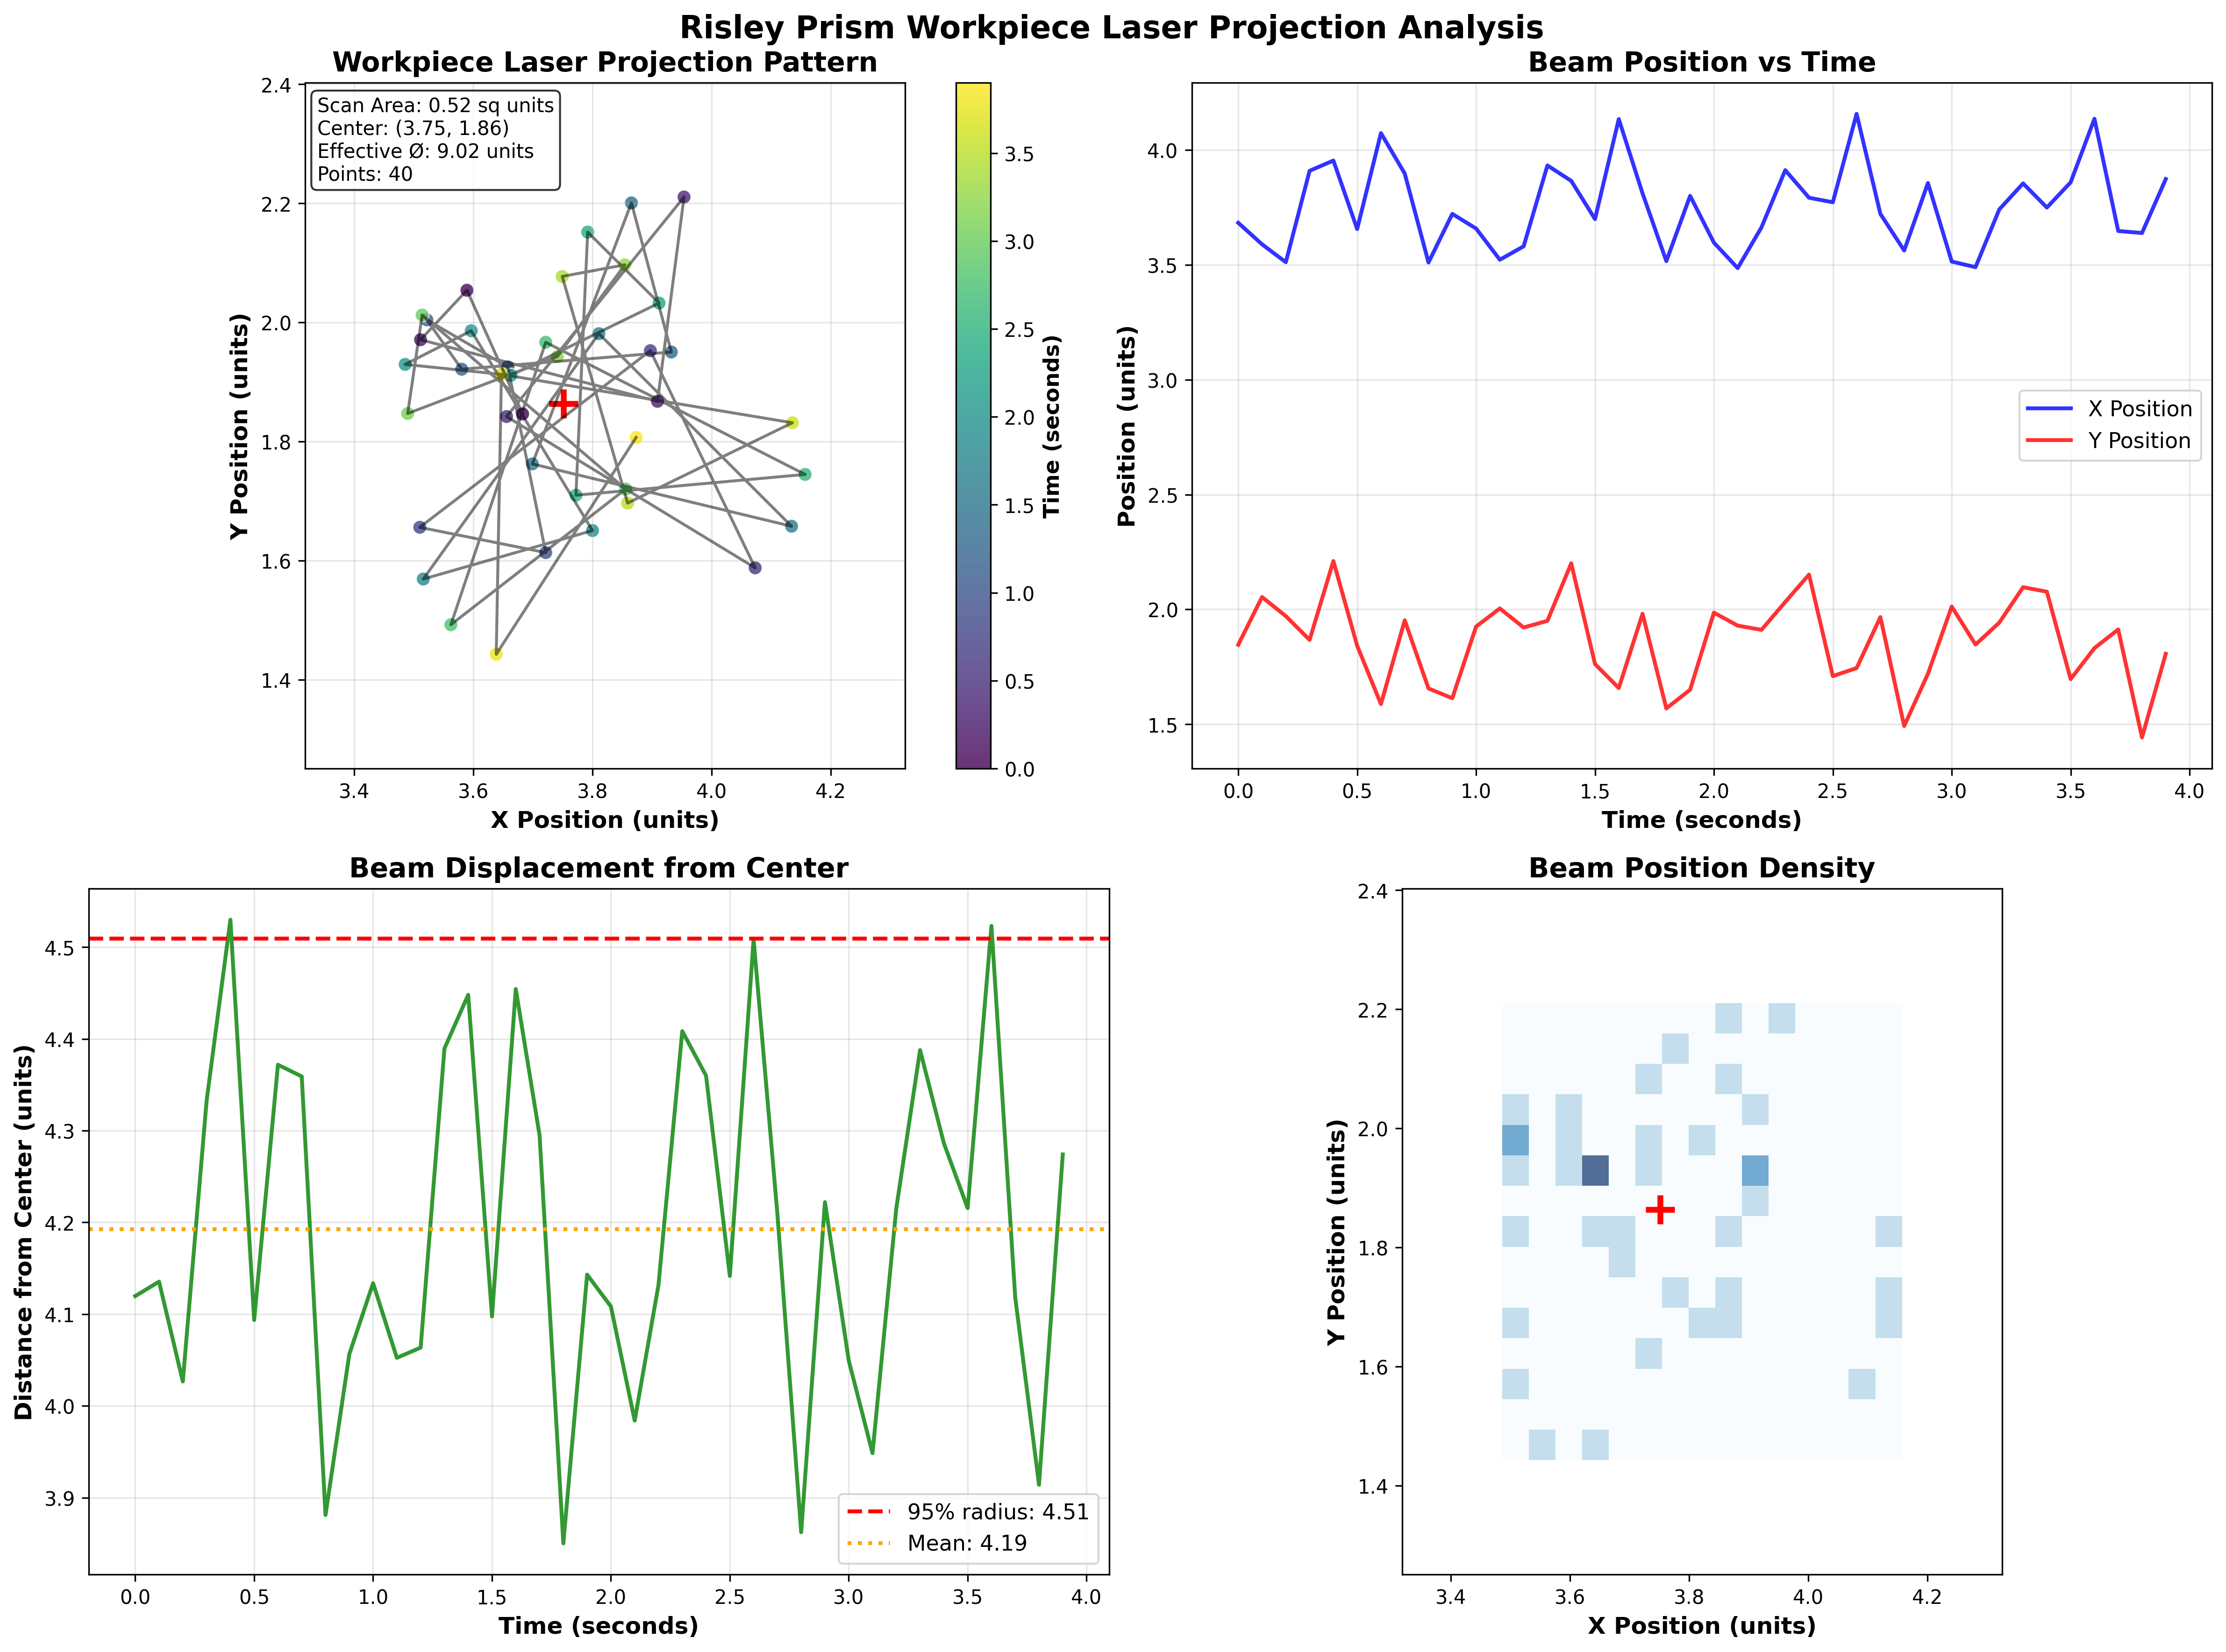 Risley Prism Workpiece Laser Projection Analysis
Workpiece Laser Projection Pattern
Scan Area: 0.52 sq units
Center: (3.75, 1.86)
Effective Ø: 9.02 units
Points: 40
2.4
2.2
2.0
1.8
1.6
1.4
Y Position (units)
3.4
3.6
3.8
4.0
4.2
X Position (units)
3.5
3.0
2.5
2.0
1.5
1.0
0.5
0.0
Time (seconds)
Beam Position vs Time
4.0
3.5
3.0
2.5
2.0
1.5
Position (units)
X Position
Y Position
0.0
0.5
1.0
1.5
2.0
2.5
3.0
3.5
4.0
Time (seconds)
Beam Displacement from Center
4.5
4.4
4.3
4.2
4.1
4.0
3.9
Distance from Center (units)
95% radius: 4.51
Mean: 4.19
0.0
0.5
1.0
1.5
2.0
2.5
3.0
3.5
4.0
Time (seconds)
Beam Position Density
2.4
2.2
2.0
1.8
1.6
1.4
Y Position (units)
3.4
3.6
3.8
4.0
4.2
X Position (units)